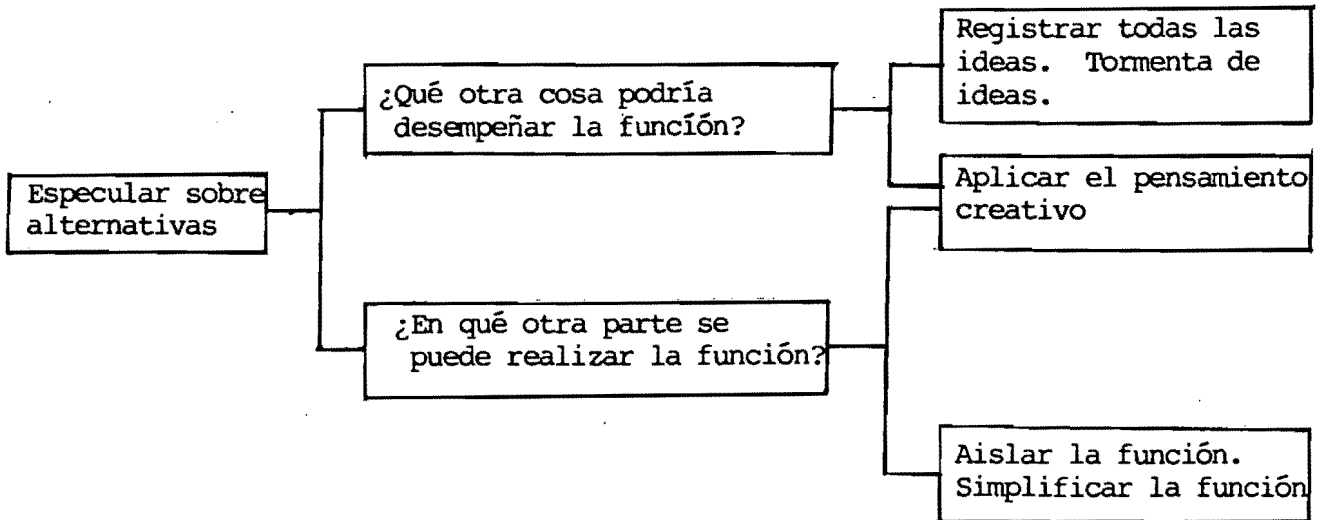 Especular sobre
alternativas
¿Qué otra cosa podría
desempeñar la función?
¿En qué otra parte se
puede realizar la función?
Registrar todas las
ideas. Tormenta de
ideas.
Aplicar el pensamiento
creativo
Aislar la función.
Simplificar la función